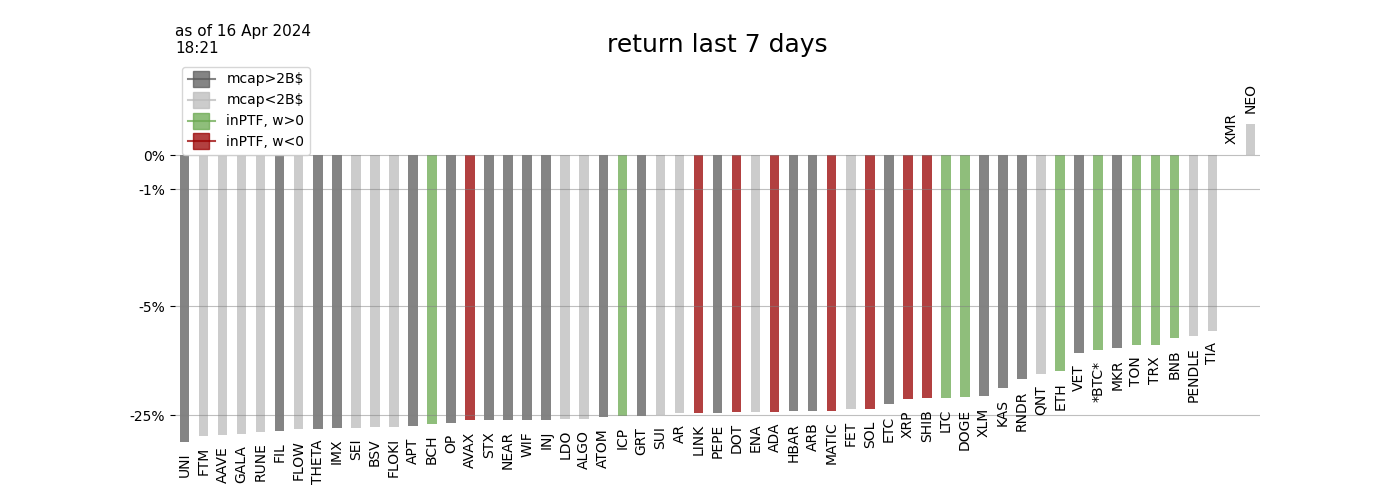 as of 16 Apr 2024
18:21
return last 7 days
mcap>2B$
mcap<2B$
inPTF, w>0
inPTF, w<0
0%
-1%
-5%
-25%
UNI
FTM
AAVE
GALA
RUNE
FIL
FLOW
THETA
IMX
SEI
BSV
FLOKI
APT
BCH
OP
AVAX
STX
NEAR
WIF
INJ
LDO
ALGO
ATOM
ICP
GRT
SUI
AR
LINK
PEPE
DOT
ENA
ADA
HBAR
ARB
MATIC
FET
SOL
ETC
XRP
SHIB
LTC
DOGE
XLM
KAS
RNDR
QNT
ETH
VET
*BTC*
MKR
TON
TRX
BNB
PENDLE
TIA
XMR
NEO